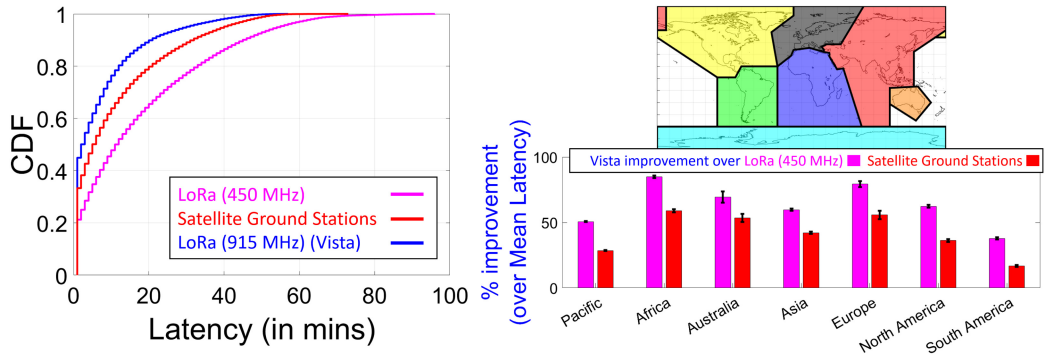 1
0.8
0.6
0.4
0.2
0
CDF
LoRa (450 MHz)
Satellite Ground Stations
LoRa (915 MHz) (Vista)
0 20 40 60 80 100
Latency (in mins)
% improvement
(over Mean Latency)
Vista improvement over LoRa (450 MHz) Satellite Ground Stations
100
50
0
Pacific
Africa
Australia
Asia
Europe
North America
South America